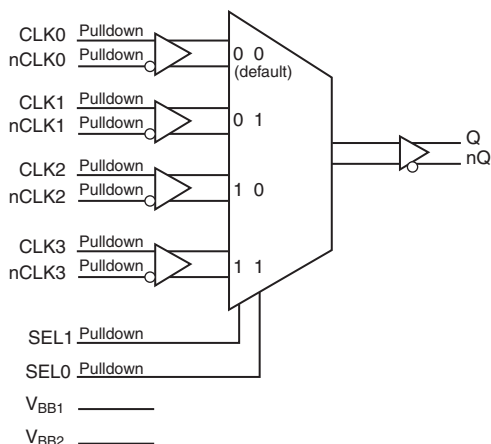 CLK0 Pulldown
nCLK0 Pulldown
0 0
(default)
CLK1 Pulldown
nCLK1 Pulldown
0 1
Q
nQ
CLK2 Pulldown
nCLK2 Pulldown
1 0
CLK3 Pulldown
nCLK3 Pulldown
1 1
SEL1 Pulldown
SEL0 Pulldown
VBB1
VBB2